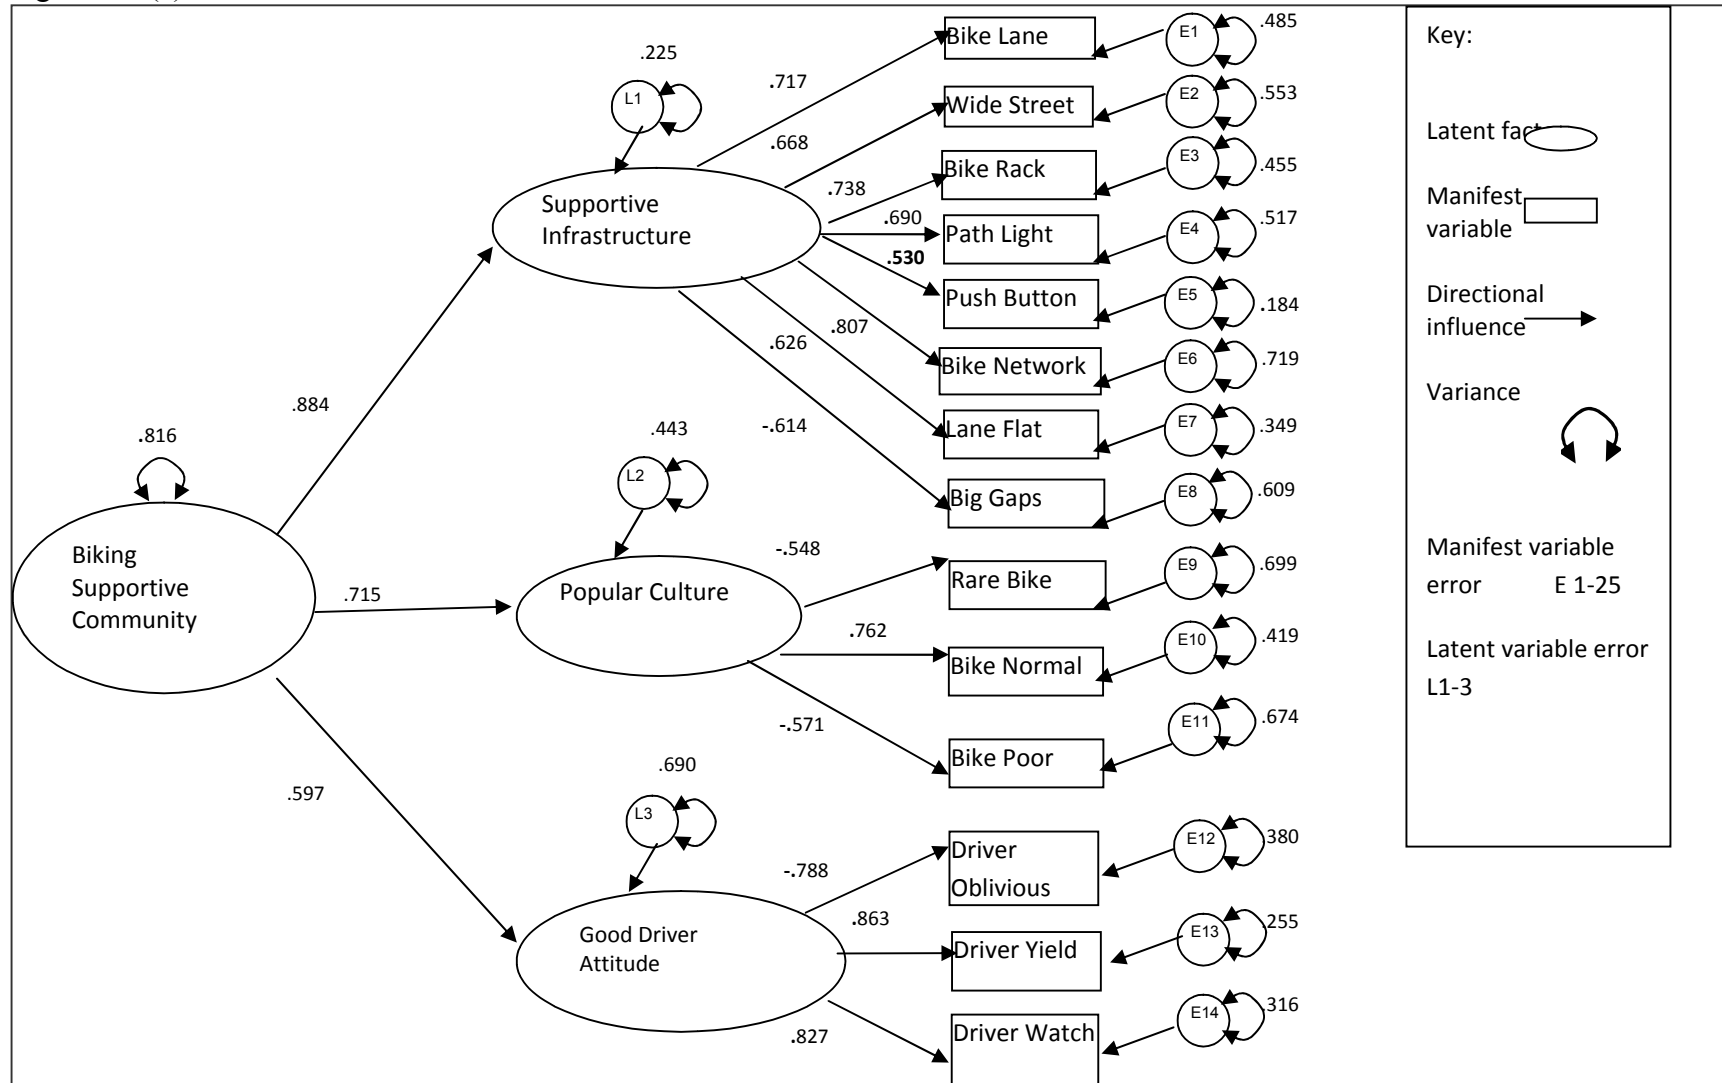 .485
Bike Lane
E1
Key:
.225
.717
L1
Wide Street
E2
.553
.668
Latent fac
Bike Rack
E3
.455
.738
Supportive
Infrastructure
.690
Path Light
E4
.517
Manifest
variable
.530
Push Button
E5
.184
Directional
influence
.807
.626
Bike Network
E6
.719
Variance
.884
-.614
Lane Flat
E7
.349
.816
.443
L2
Big Gaps
E8
.609
Biking
Supportive
Community
-.548
Rare Bike
E9
.699
Manifest variable
error E 1-25
.715
Popular Culture
.762
Bike Normal
E10
.419
Latent variable error
L1-3
-.571
Bike Poor
E11
.674
.597
.690
L3
-.788
Driver
Oblivious
E12
380
Good Driver
Attitude
.863
Driver Yield
E13
.255
.827
Driver Watch
E14
.316